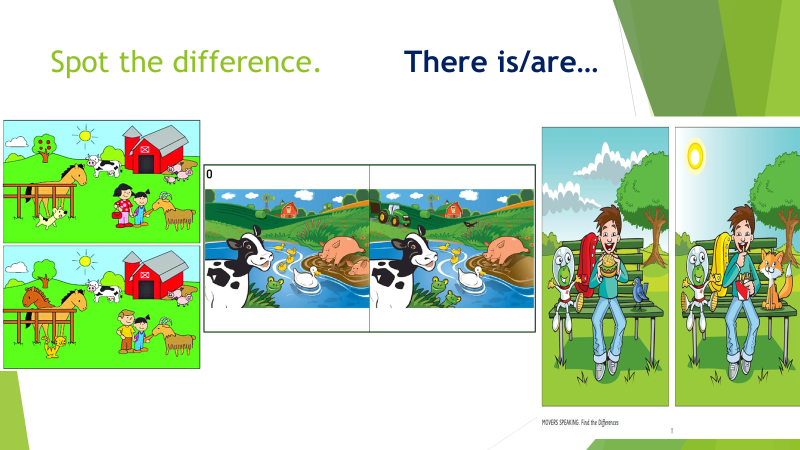 Spot the difference.
There is/are...
0
MOVERS SPEAKING. Find the Differences
1